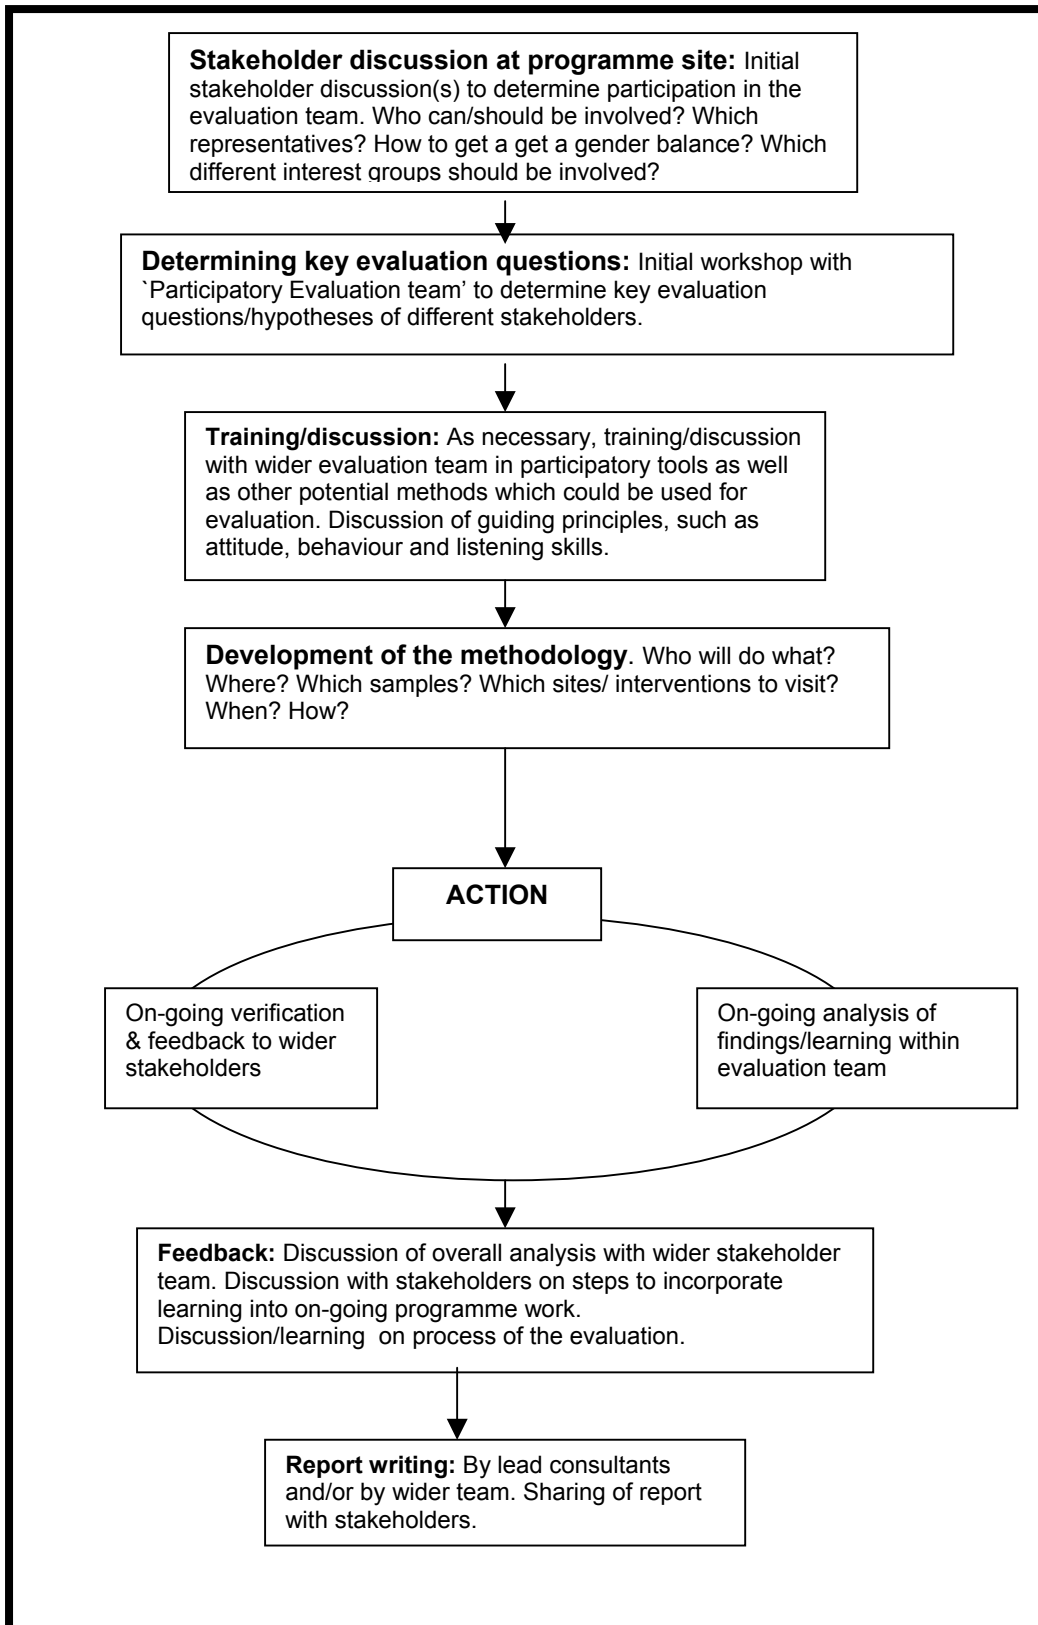 Stakeholder discussion at programme site: Initial
stakeholder discussion(s) to determine participation in the
evaluation team. Who can/should be involved? Which
representatives? How to get a get a gender balance? Which
different interest groups should be involved?
Determining key evaluation questions: Initial workshop with
`Participatory Evaluation team’ to determine key evaluation
questions/hypotheses of different stakeholders.
Training/discussion: As necessary, training/discussion
with wider evaluation team in participatory tools as well
as other potential methods which could be used for
evaluation. Discussion of guiding principles, such as
attitude, behaviour and listening skills.
Development of the methodology. Who will do what?
Where? Which samples? Which sites/ interventions to visit?
When? How?
ACTION
On-going verification
& feedback to wider
stakeholders
On-going analysis of
findings/learning within
evaluation team
Feedback: Discussion of overall analysis with wider stakeholder
team. Discussion with stakeholders on steps to incorporate
learning into on-going programme work.
Discussion/learning  on process of the evaluation.
Report writing: By lead consultants
and/or by wider team. Sharing of report
with stakeholders.